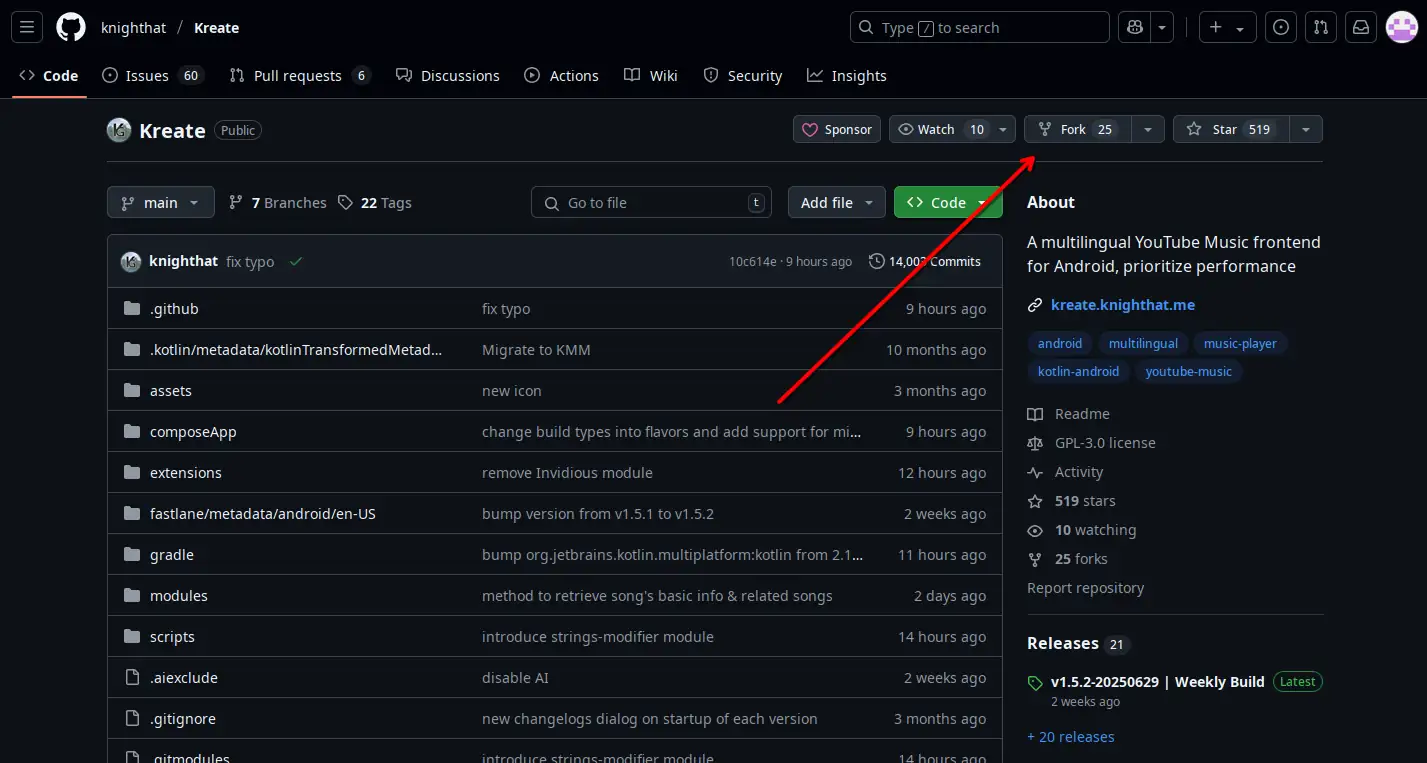 knighthat / Kreate
Type / to search
Code Issues 60 Pull requests 6 Discussions Actions Wiki Security Insights
Kreate Public
Sponsor Watch 10 Fork 25 Star 519
main 7 Branches 22 Tags Go to file t Add file Code
knighthat fix typo 10c614e · 9 hours ago Commits
.github fix typo 9 hours ago
.kotlin/metadata/kotlinTransformedMetad... Migrate to KMM 10 months ago
assets new icon 3 months ago
composeApp change build types into flavors and add support for mi... 9 hours ago
extensions remove Invidious module 12 hours ago
fastlane/metadata/android/en-US bump version from v1.5.1 to v1.5.2 2 weeks ago
gradle bump org.jetbrains.kotlin.multiplatform:kotlin from 2.1... 11 hours ago
modules method to retrieve song's basic info & related songs 2 days ago
scripts introduce strings-modifier module 14 hours ago
.aiexclude disable AI 2 weeks ago
.gitignore new changelogs dialog on startup of each version 3 months ago
.gitmodules introduce strings-modifier module 14 hours ago
About
A multilingual YouTube Music frontend
for Android, prioritize performance
kreate.knighthat.me
android multilingual music-player
kotlin-android youtube-music
Readme
GPL-3.0 license
Activity
519 stars
10 watching
25 forks
Report repository
Releases 21
v1.5.2-20250629 | Weekly Build Latest
2 weeks ago
+ 20 releases